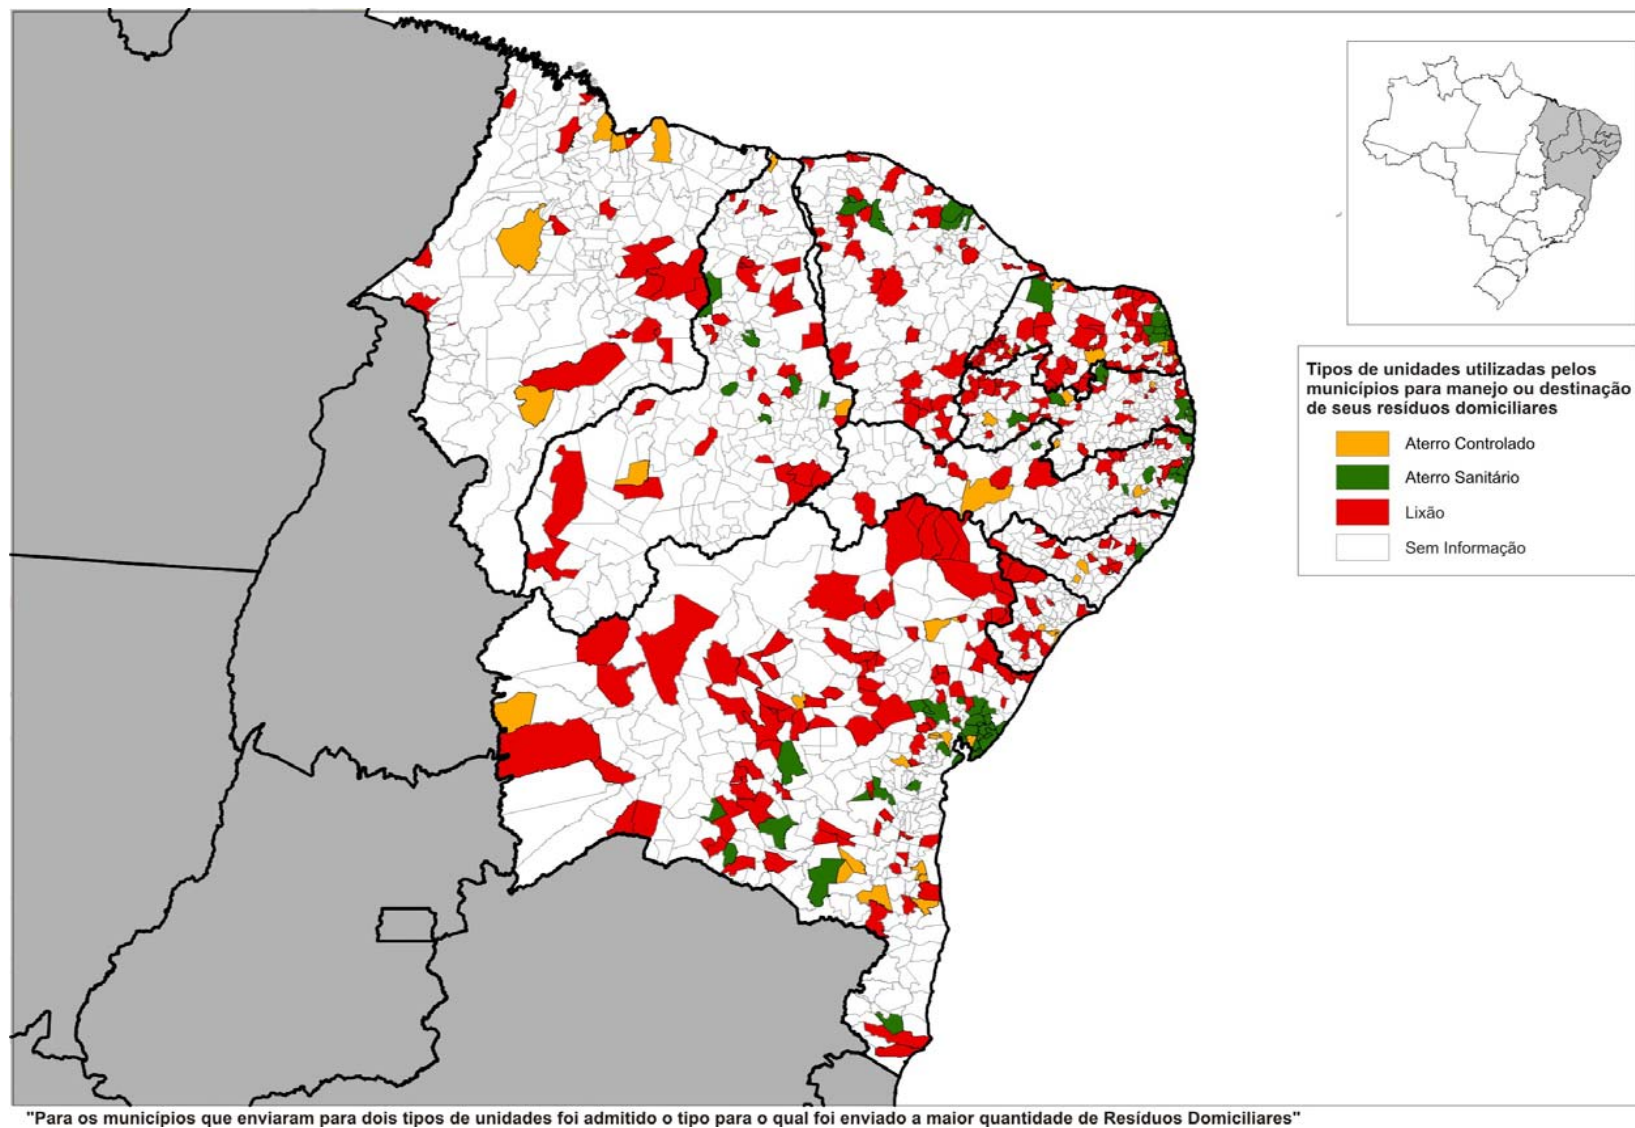 Tipos de unidades utilizadas pelos
municípios para manejo ou destinação
de seus resíduos domiciliares
Aterro Controlado
Aterro Sanitário
Lixão
Sem Informação
"Para os municípios que enviaram para dois tipos de unidades foi admitido o tipo para o qual foi enviado a maior quantidade de Resíduos Domiciliares"